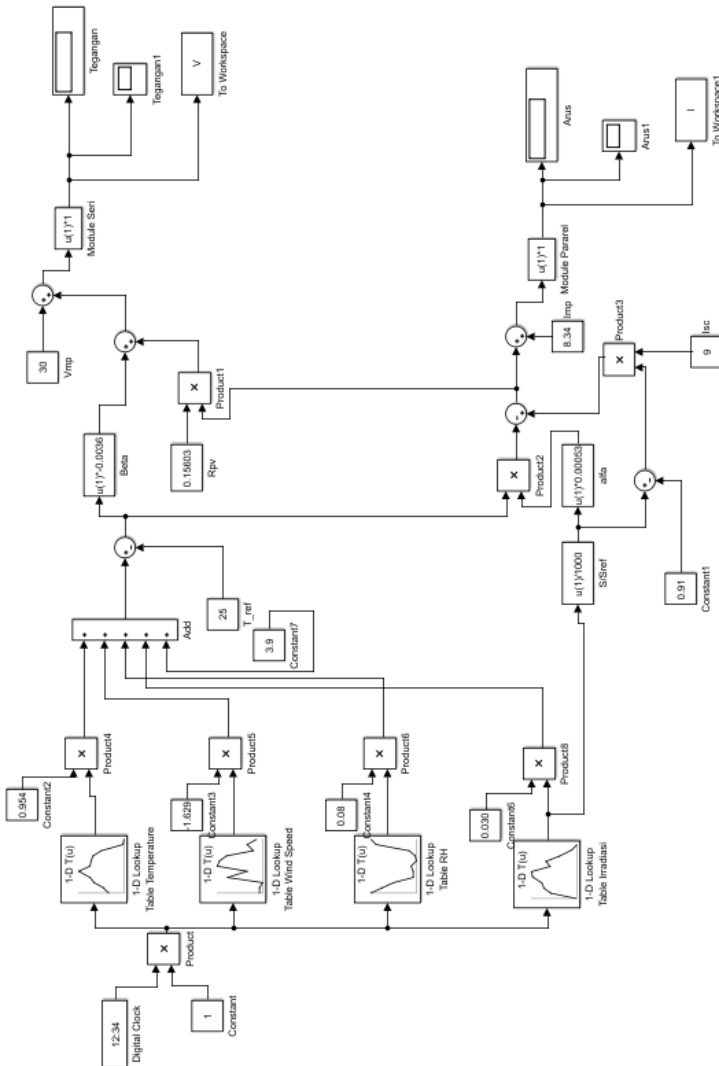 12:34
Digital Clock
1
Constant
×
Product
1-D T(u)
1-D Lookup
Table Temperature
0.954
Constant2
×
Product4
1-D T(u)
1-D Lookup
Table Wind Speed
-1.629
Constant3
×
Product5
1-D T(u)
1-D Lookup
Table RH
0.08
Constant4
×
Product6
1-D T(u)
1-D Lookup
Table Irradiasi
0.030
Constant6
×
Product8
Add
25
T_ref
3.9
Constant7
u(1)*-0.0036
Beta
0.15603
Rpv
×
Product1
30
Vmp
u(1)*1
Module Seri
Tegangan
Tegangan1
V
To Workspace
u(1)/1000
S/Sref
u(1)*0.00053
alfa
×
Product2
0.91
Constant1
×
Product3
9
Isc
8.34
Imp
u(1)*1
Module Pararel
Arus
Arus1
I
To Workspace1